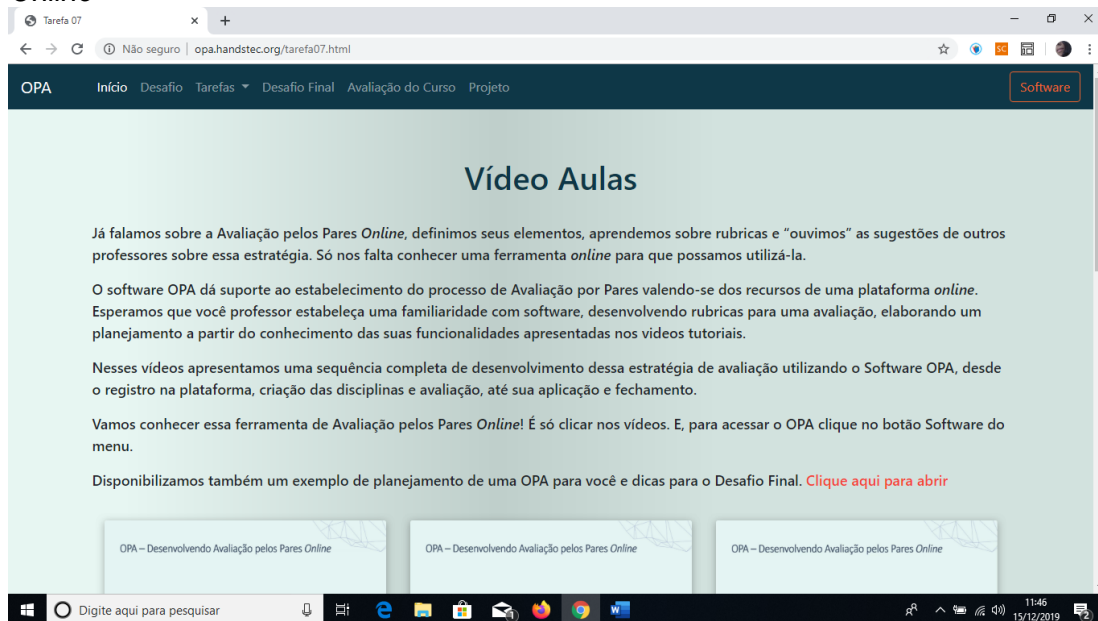 Online
Tarefa 07
Não seguro | opa.handstec.org/tarefa07.html
OPA Início Desafio Tarefas Desafio Final Avaliação do Curso Projeto Software
Vídeo Aulas
Já falamos sobre a Avaliação pelos Pares Online, definimos seus elementos, aprendemos sobre rubricas e “ouvimos” as sugestões de outros
professores sobre essa estratégia. Só nos falta conhecer uma ferramenta online para que possamos utilizá-la.
O software OPA dá suporte ao estabelecimento do processo de Avaliação por Pares valendo-se dos recursos de uma plataforma online.
Esperamos que você professor estabeleça uma familiaridade com software, desenvolvendo rubricas para uma avaliação, elaborando um
planejamento a partir do conhecimento das suas funcionalidades apresentadas nos videos tutoriais.
Nesses vídeos apresentamos uma sequência completa de desenvolvimento dessa estratégia de avaliação utilizando o Software OPA, desde
o registro na plataforma, criação das disciplinas e avaliação, até sua aplicação e fechamento.
Vamos conhecer essa ferramenta de Avaliação pelos Pares Online! É só clicar nos vídeos. E, para acessar o OPA clique no botão Software do
menu.
Disponibilizamos também um exemplo de planejamento de uma OPA para você e dicas para o Desafio Final. Clique aqui para abrir
OPA – Desenvolvendo Avaliação pelos Pares Online
OPA – Desenvolvendo Avaliação pelos Pares Online
OPA – Desenvolvendo Avaliação pelos Pares Online
Digite aqui para pesquisar
11:46
15/12/2019